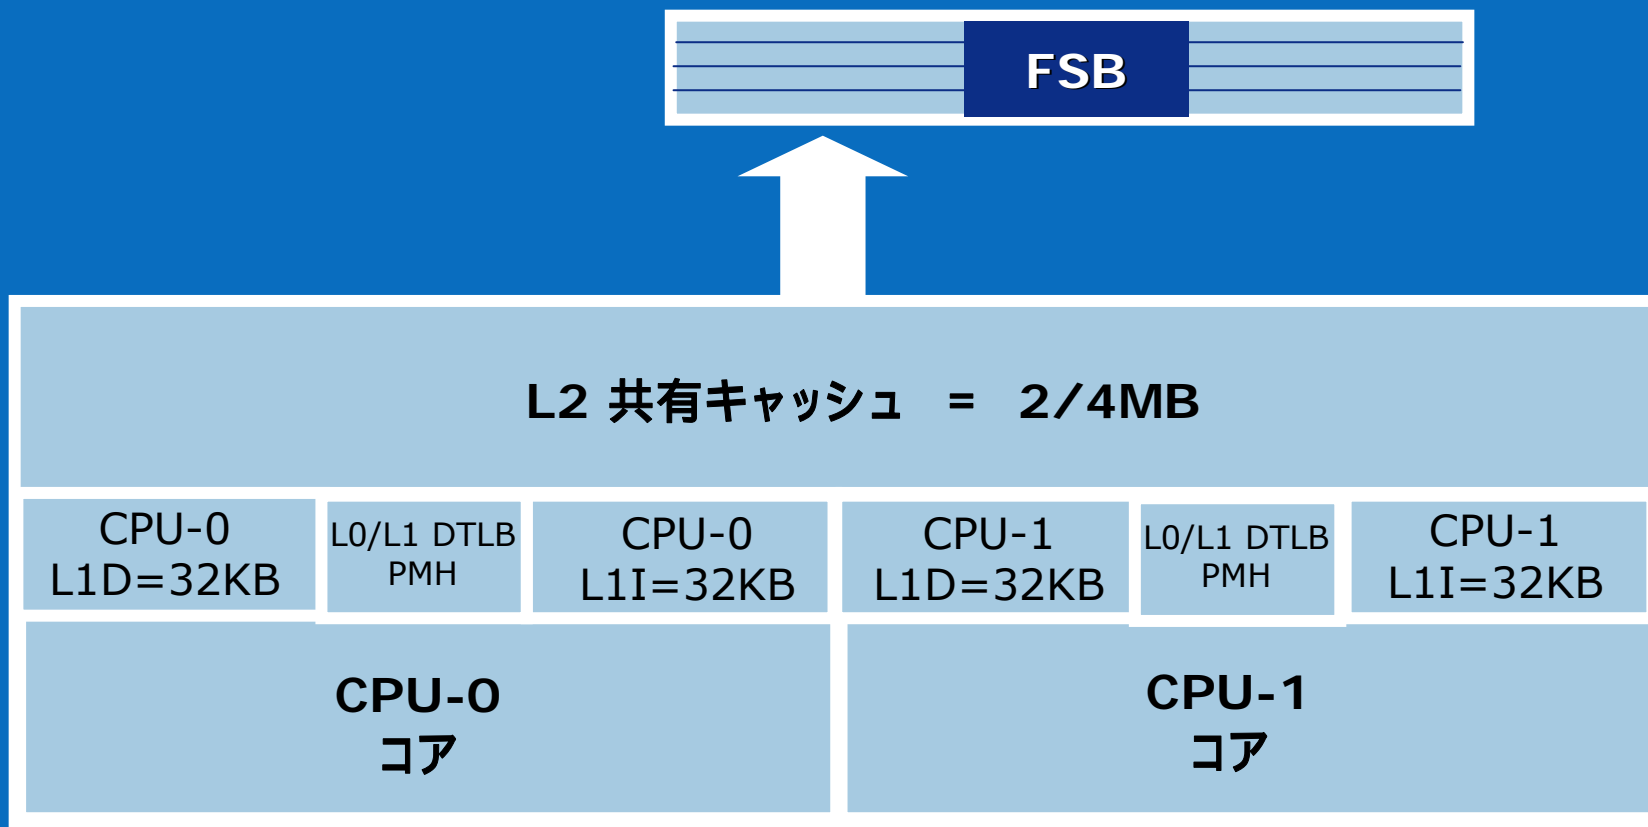 FSB
L2 共有キャッシュ = 2/4MB
CPU-0
L1D=32KB
L0/L1 DTLB
PMH
CPU-0
L1I=32KB
CPU-1
L1D=32KB
L0/L1 DTLB
PMH
CPU-1
L1I=32KB
CPU-0
コア
CPU-1
コア